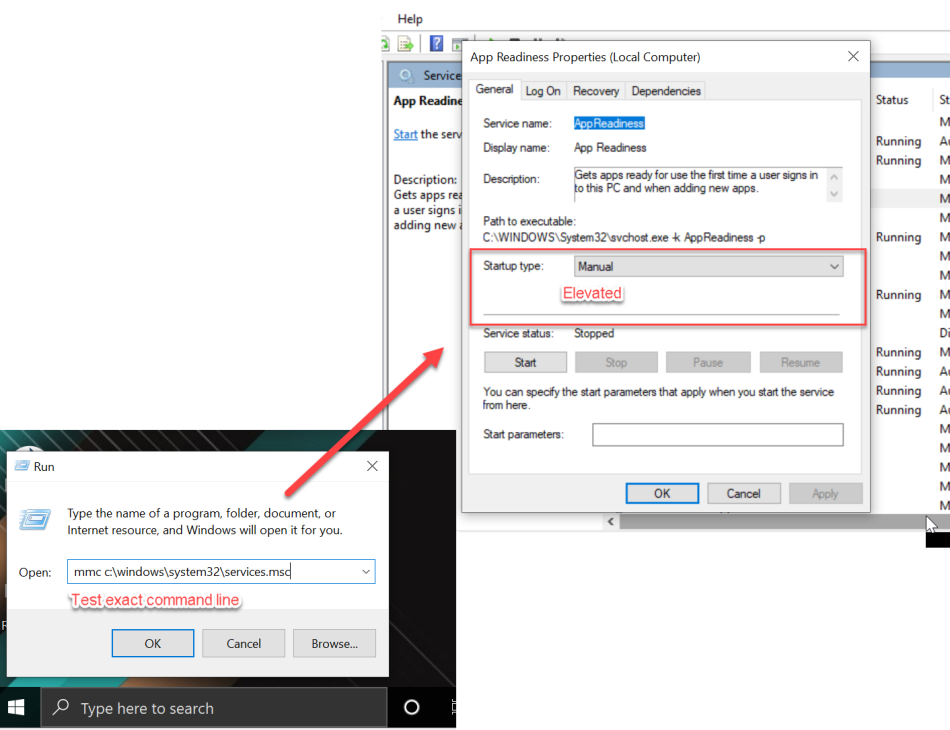 Help
Service
App Readine
Start the serv
Description:
Gets apps rea
a user signs i
adding new a
App Readiness Properties (Local Computer)
General Log On Recovery Dependencies
Service name: AppReadiness
Display name: App Readiness
Description: Gets apps ready for use the first time a user signs in
to this PC and when adding new apps.
Path to executable:
C:\WINDOWS\System32\svchost.exe -k AppReadiness -p
Startup type: Manual
Elevated
Service status: Stopped
Start Stop Pause Resume
You can specify the start parameters that apply when you start the service
from here.
Start parameters:
OK Cancel Apply
Status St
M
Running Au
Running M
M
M
M
Running M
M
M
Running M
M
Di
Running M
Running Au
Running Au
Running Au
M
M
M
M
M
Run
Type the name of a program, folder, document, or
Internet resource, and Windows will open it for you.
Open: mmc c:\windows\system32\services.msc
Test exact command line
OK Cancel Browse...
Type here to search